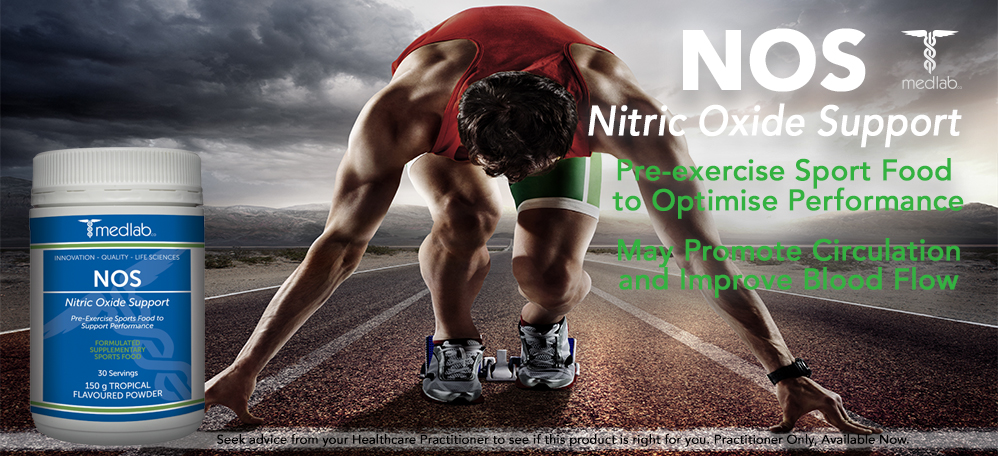 NOS
medlab
Nitric Oxide Support
Pre-exercise Sport Food
to Optimise Performance
May Promote Circulation
and Improve Blood Flow
medlab
INNOVATION - QUALITY - LIFE SCIENCES
NOS
Nitric Oxide Support
Pre-Exercise Sports Food to
Support Performance
FORMULATED
SUPPLEMENTARY
SPORTS FOOD
30 Servings
150 g TROPICAL
FLAVOURED POWDER
Seek advice from your Healthcare Practitioner to see if this product is right for you. Practitioner Only, Available Now.